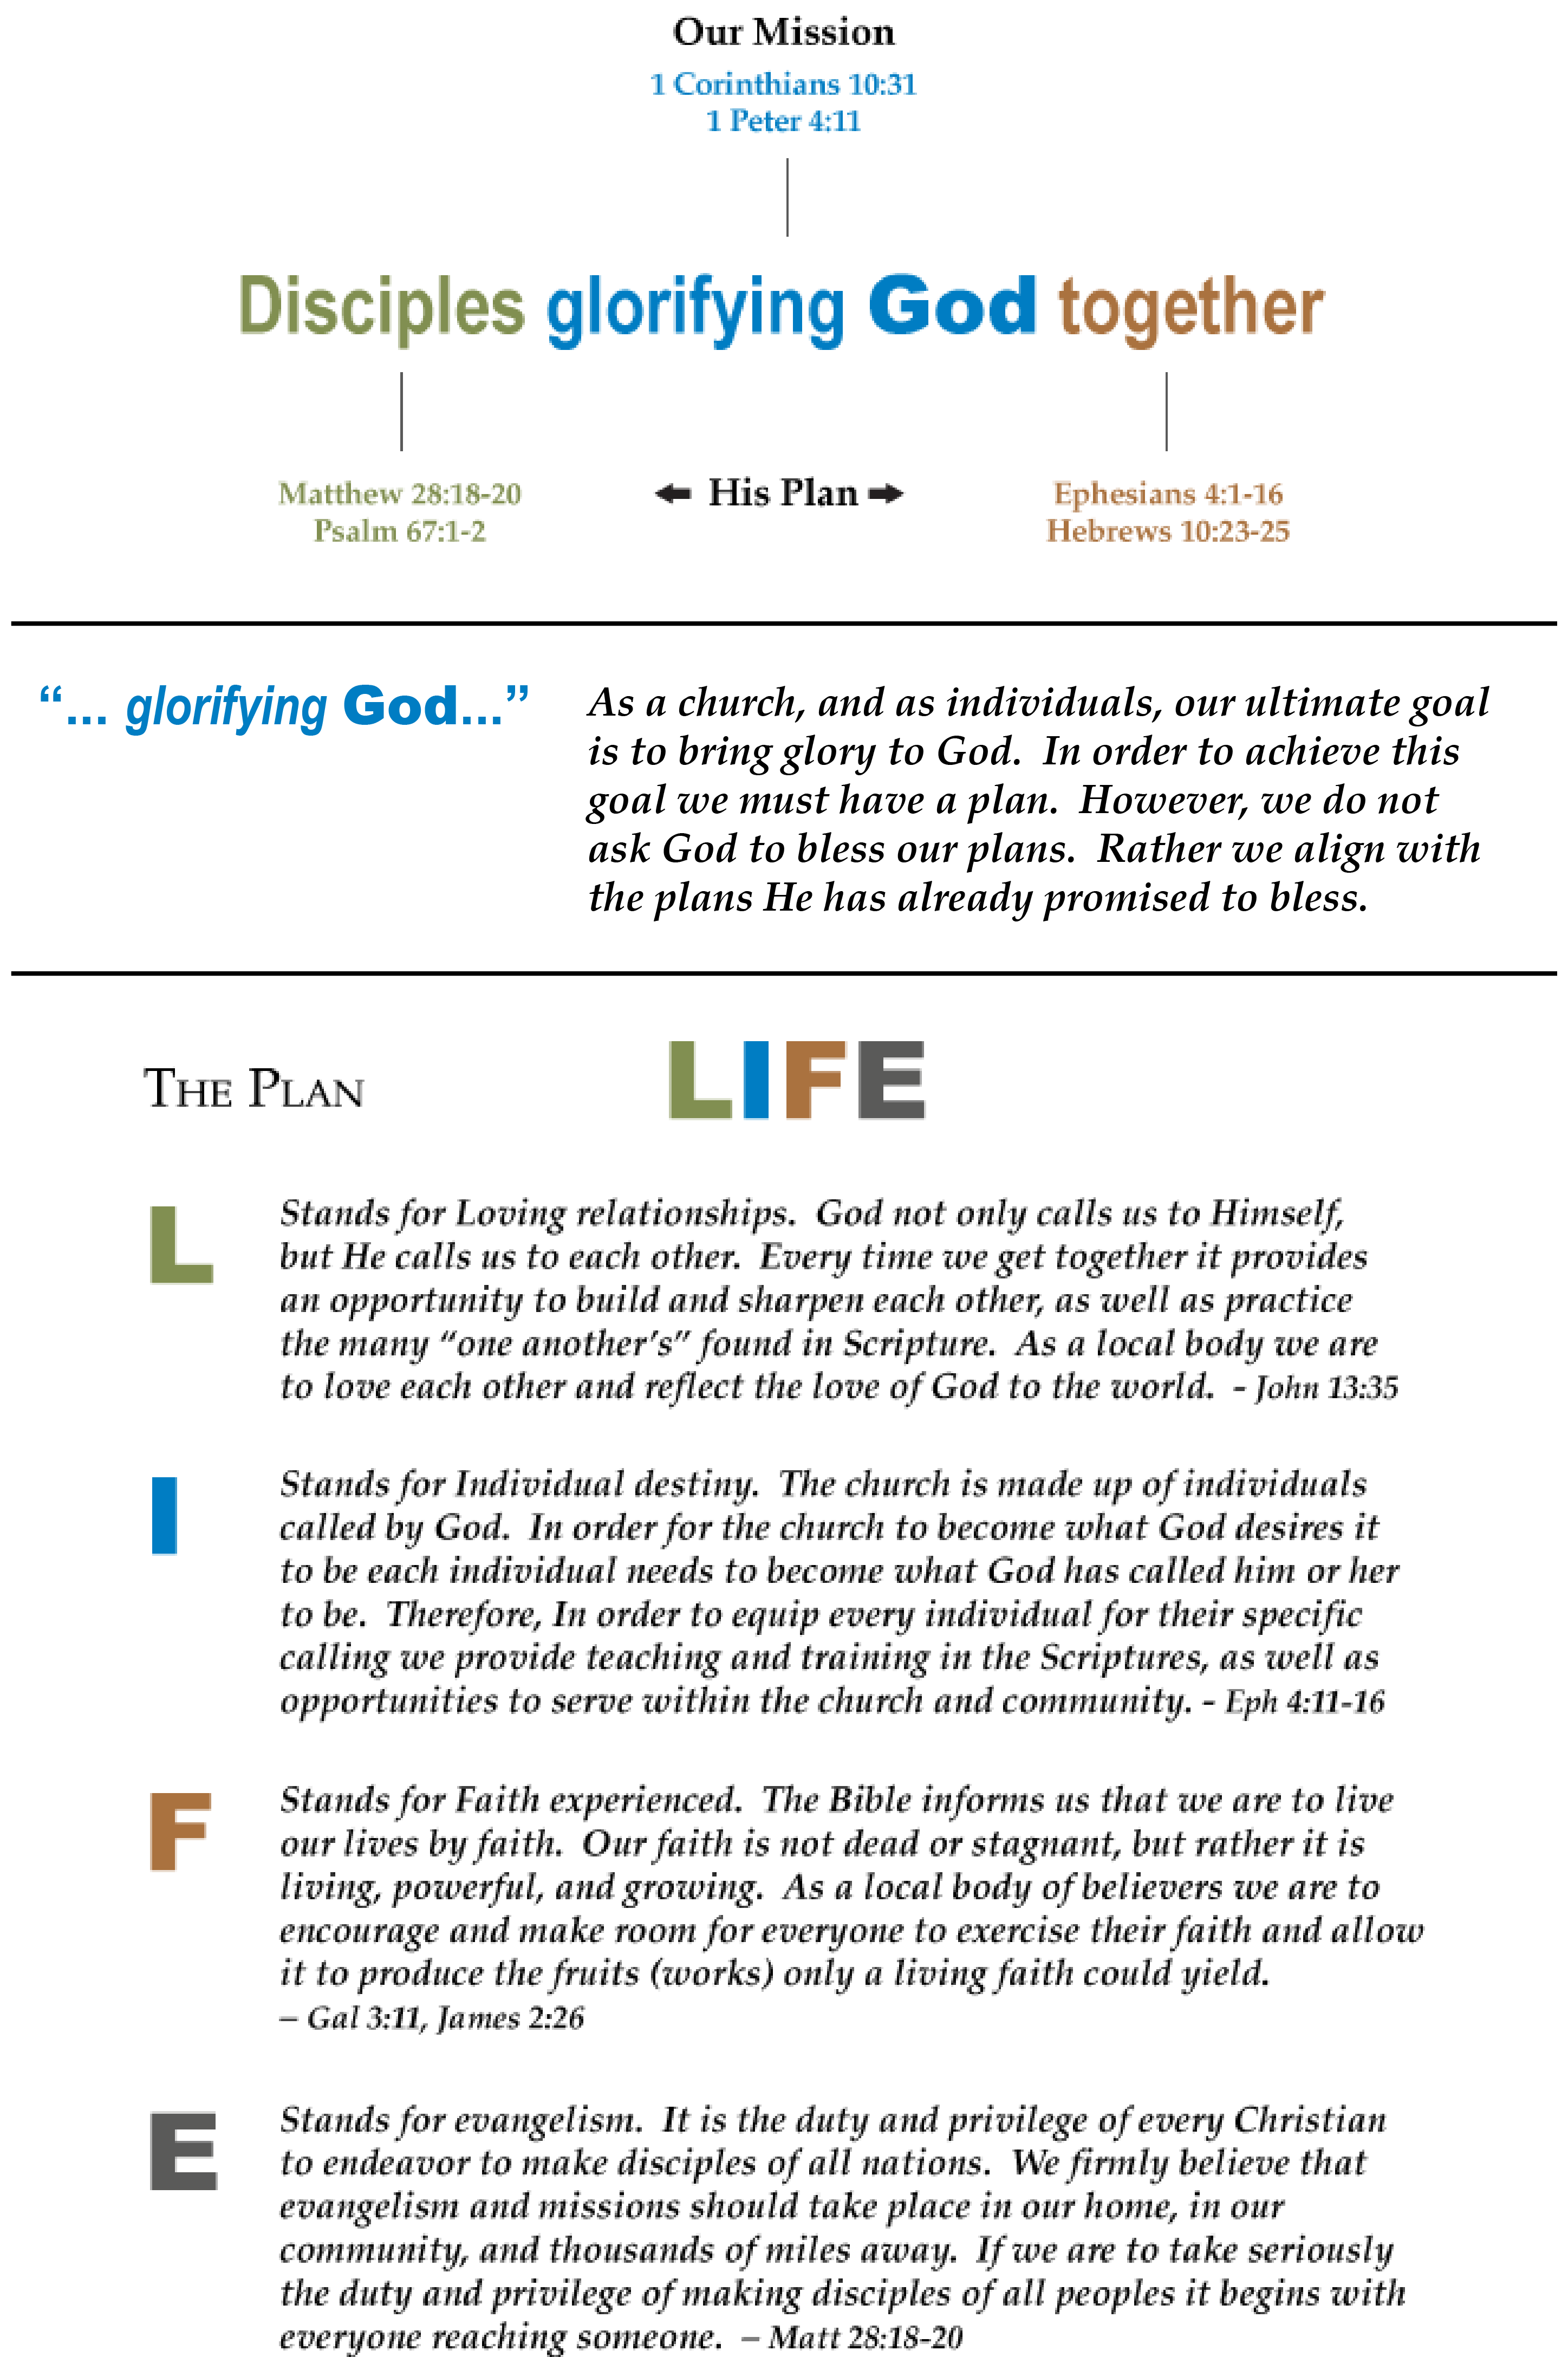 Our Mission
1 Corinthians 10:31
1 Peter 4:11
Disciples glorifying God together
Matthew 28:18-20
Psalm 67:1-2
His Plan
Ephesians 4:1-16
Hebrews 10:23-25
“... glorifying God...”
As a church, and as individuals, our ultimate goal
is to bring glory to God.  In order to achieve this
goal we must have a plan.  However, we do not
ask God to bless our plans.  Rather we align with
the plans He has already promised to bless.
THE PLAN
LIFE
L
Stands for Loving relationships.  God not only calls us to Himself,
but He calls us to each other.  Every time we get together it provides
an opportunity to build and sharpen each other, as well as practice
the many “one another’s” found in Scripture.  As a local body we are
to love each other and reflect the love of God to the world.  - John 13:35
I
Stands for Individual destiny.  The church is made up of individuals
called by God.  In order for the church to become what God desires it
to be each individual needs to become what God has called him or her
to be.  Therefore, In order to equip every individual for their specific
calling we provide teaching and training in the Scriptures, as well as
opportunities to serve within the church and community. - Eph 4:11-16
F
Stands for Faith experienced.  The Bible informs us that we are to live
our lives by faith.  Our faith is not dead or stagnant, but rather it is
living, powerful, and growing.  As a local body of believers we are to
encourage and make room for everyone to exercise their faith and allow
it to produce the fruits (works) only a living faith could yield.
– Gal 3:11, James 2:26
E
Stands for evangelism.  It is the duty and privilege of every Christian
to endeavor to make disciples of all nations.  We firmly believe that
evangelism and missions should take place in our home, in our
community, and thousands of miles away.  If we are to take seriously
the duty and privilege of making disciples of all peoples it begins with
everyone reaching someone.  – Matt 28:18-20